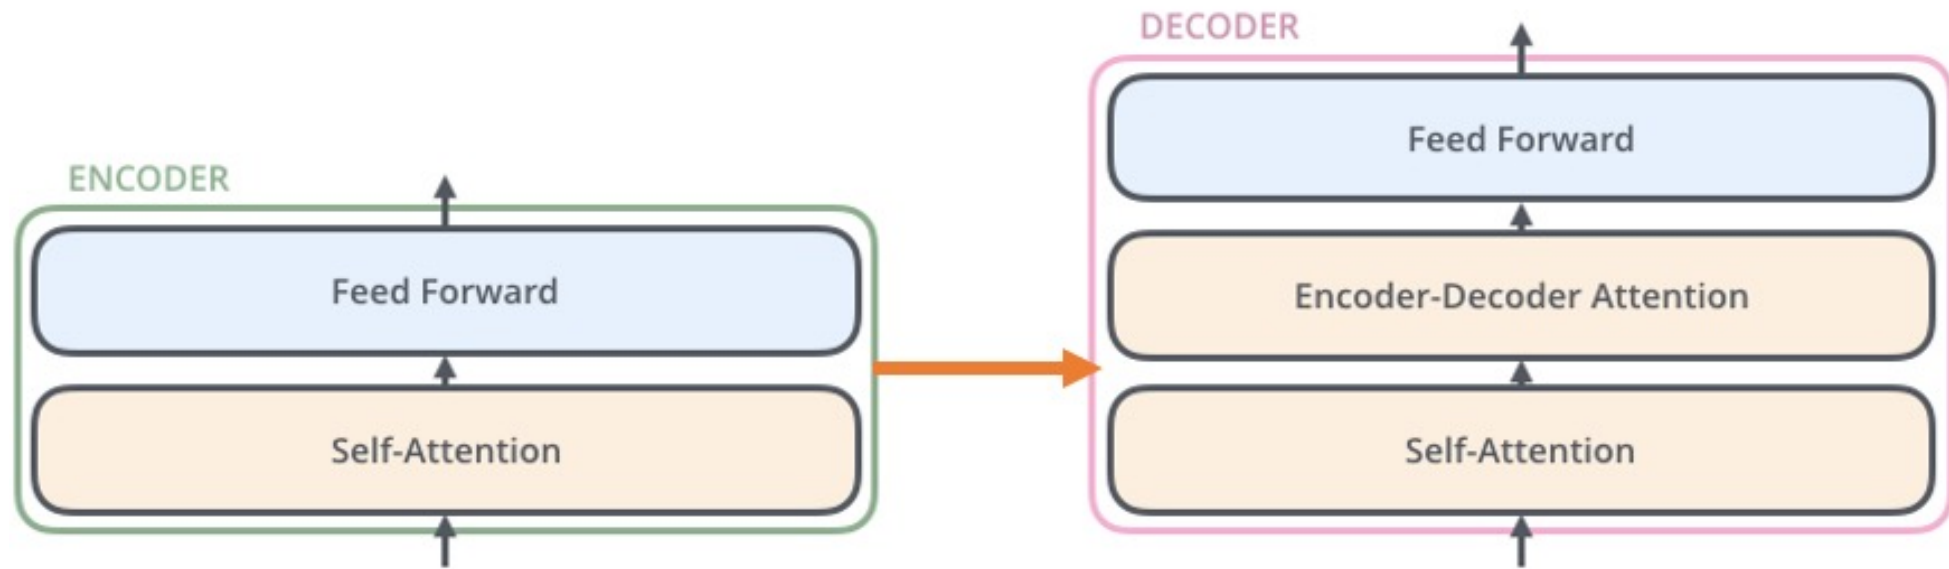 ENCODER
Feed Forward
Self-Attention
DECODER
Feed Forward
Encoder-Decoder Attention
Self-Attention